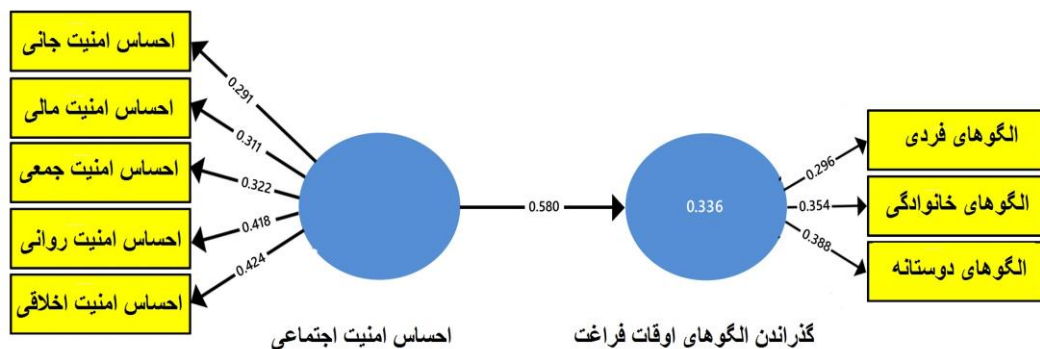 احساس امنیت جانی
احساس امنیت مالی
احساس امنیت جمعی
احساس امنیت روانی
احساس امنیت اخلاقی
0.291
0.311
0.322
0.418
0.424
احساس امنیت اجتماعی
0.580
0.336
گذراندن الگوهای اوقات فراغت
0.296
0.354
0.388
الگوهای فردی
الگوهای خانوادگی
الگوهای دوستانه